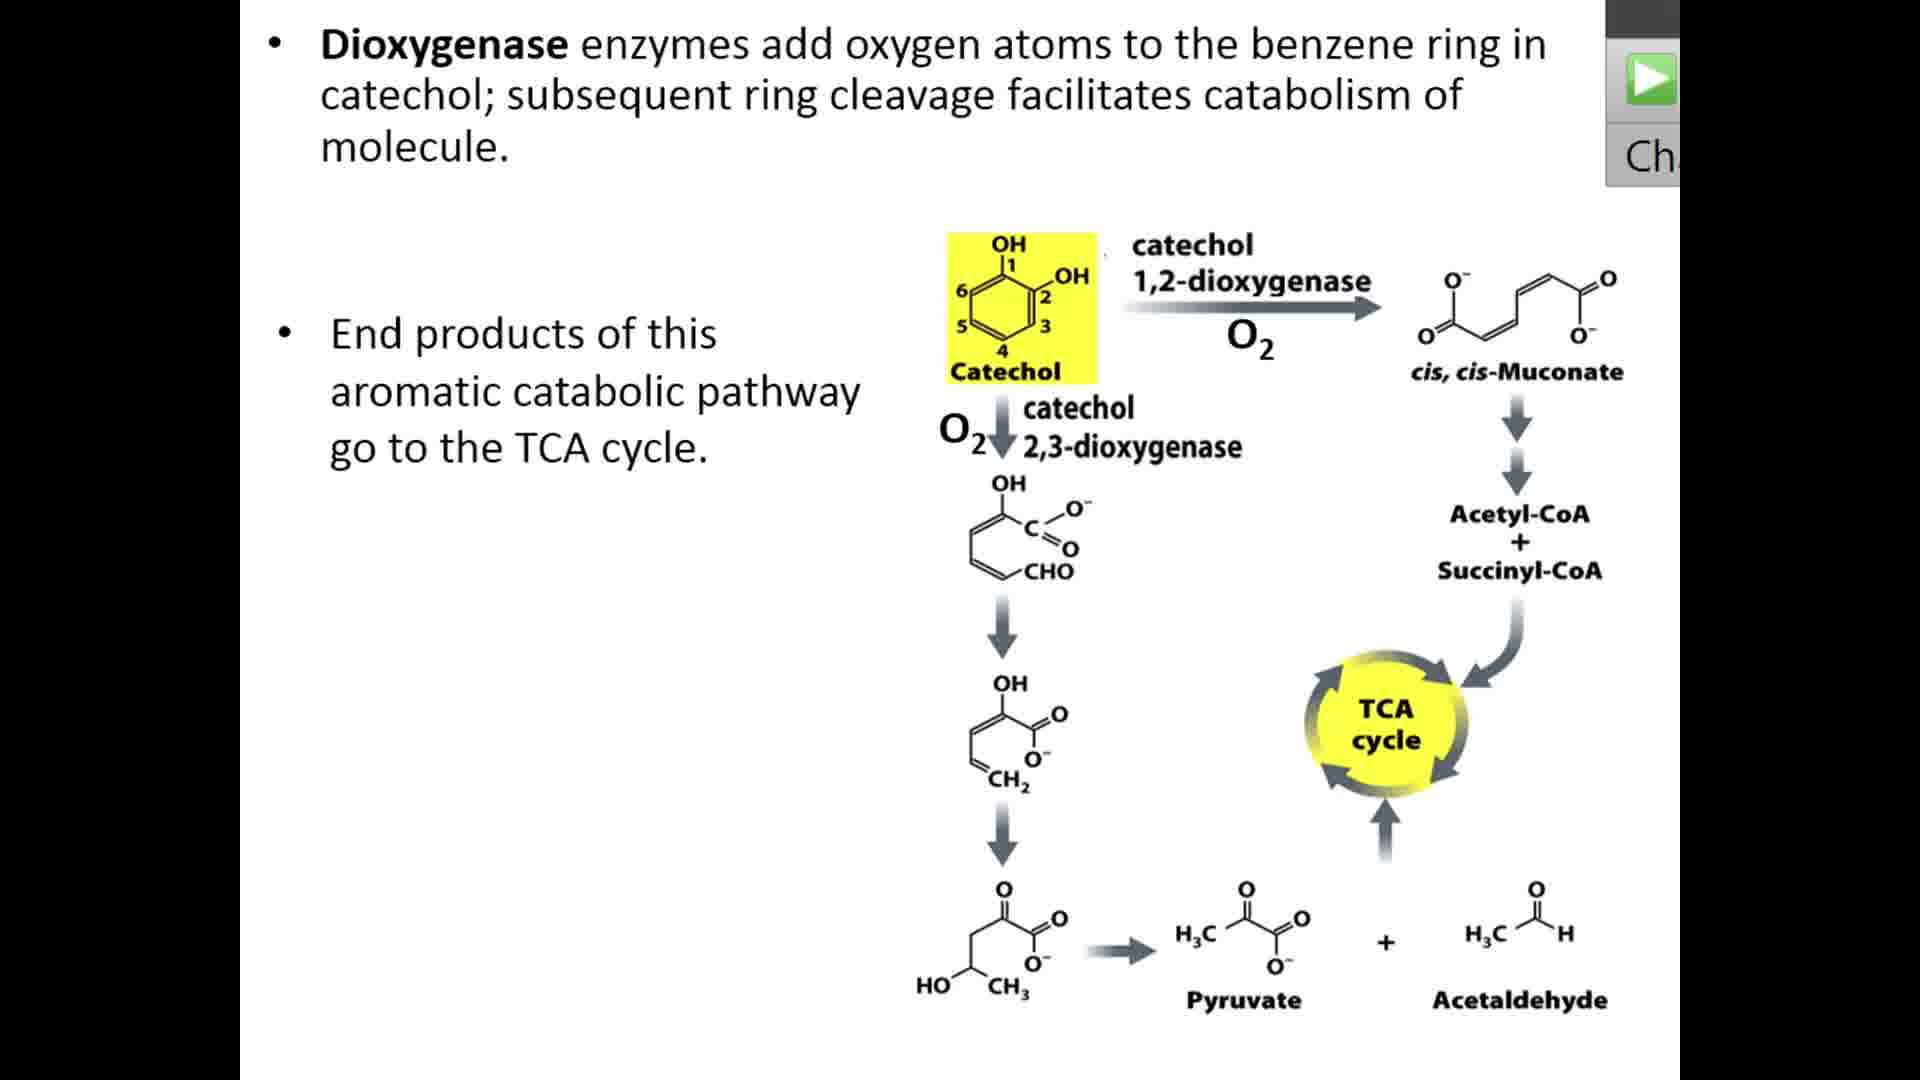 • Dioxygenase enzymes add oxygen atoms to the benzene ring in
catechol; subsequent ring cleavage facilitates catabolism of
molecule.
Ch
• End products of this
aromatic catabolic pathway
go to the TCA cycle.
OH
1
OH
6
2
5
3
4
Catechol
catechol
1,2-dioxygenase
O2
O⁻
O
O
O⁻
cis, cis-Muconate
O2
catechol
2,3-dioxygenase
OH
O⁻
C
O
CHO
Acetyl-CoA
+
Succinyl-CoA
OH
O
O⁻
CH2
TCA
cycle
O
O
O⁻
HO
CH3
O
H3C
O
O⁻
Pyruvate
+
O
H3C
H
Acetaldehyde